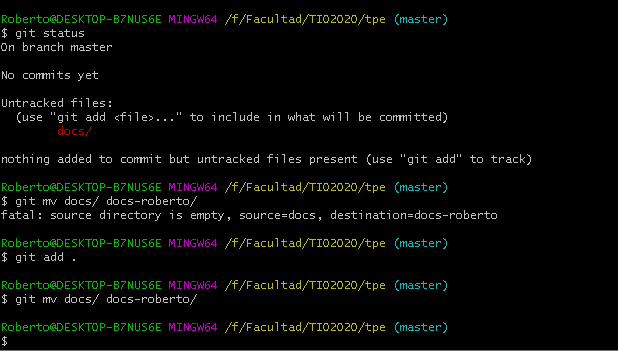 Roberto@DESKTOP-B7NUS6E MINGW64 /f/Facultad/TIO2020/tpe (master)
$ git status
On branch master
No commits yet
Untracked files:
  (use "git add <file>..." to include in what will be committed)
        docs/
nothing added to commit but untracked files present (use "git add" to track)
Roberto@DESKTOP-B7NUS6E MINGW64 /f/Facultad/TIO2020/tpe (master)
$ git mv docs/ docs-roberto/
fatal: source directory is empty, source=docs, destination=docs-roberto
Roberto@DESKTOP-B7NUS6E MINGW64 /f/Facultad/TIO2020/tpe (master)
$ git add .
Roberto@DESKTOP-B7NUS6E MINGW64 /f/Facultad/TIO2020/tpe (master)
$ git mv docs/ docs-roberto/
Roberto@DESKTOP-B7NUS6E MINGW64 /f/Facultad/TIO2020/tpe (master)
$